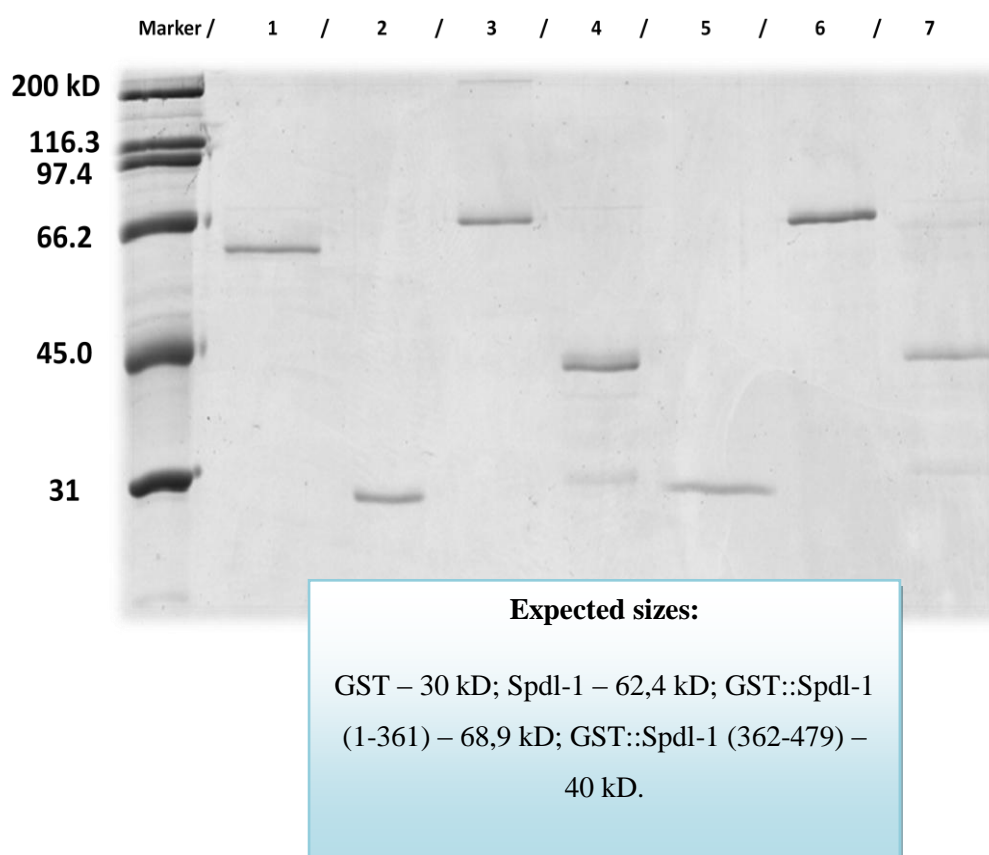 Marker / 1 / 2 / 3 / 4 / 5 / 6 / 7
200 kD
116.3
97.4
66.2
45.0
31
Expected sizes:
GST – 30 kD; Spdl-1 – 62,4 kD; GST::Spdl-1
(1-361) – 68,9 kD; GST::Spdl-1 (362-479) –
40 kD.